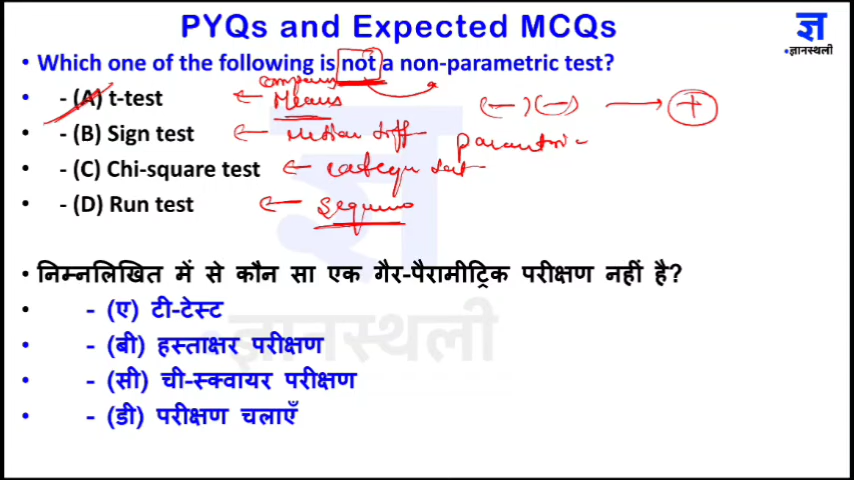 PYQs and Expected MCQs
ज्ञ
ज्ञानस्थली
• Which one of the following is not a non-parametric test?
• - (A) t-test
• - (B) Sign test
• - (C) Chi-square test
• - (D) Run test
Means
(-) (-) → +
• निम्नलिखित में से कौन सा एक गैर-पैरामीट्रिक परीक्षण नहीं है?
• - (ए) टी-टेस्ट
• - (बी) हस्ताक्षर परीक्षण
• - (सी) ची-स्क्वायर परीक्षण
• - (डी) परीक्षण चलाएँ
ज्ञानस्थली